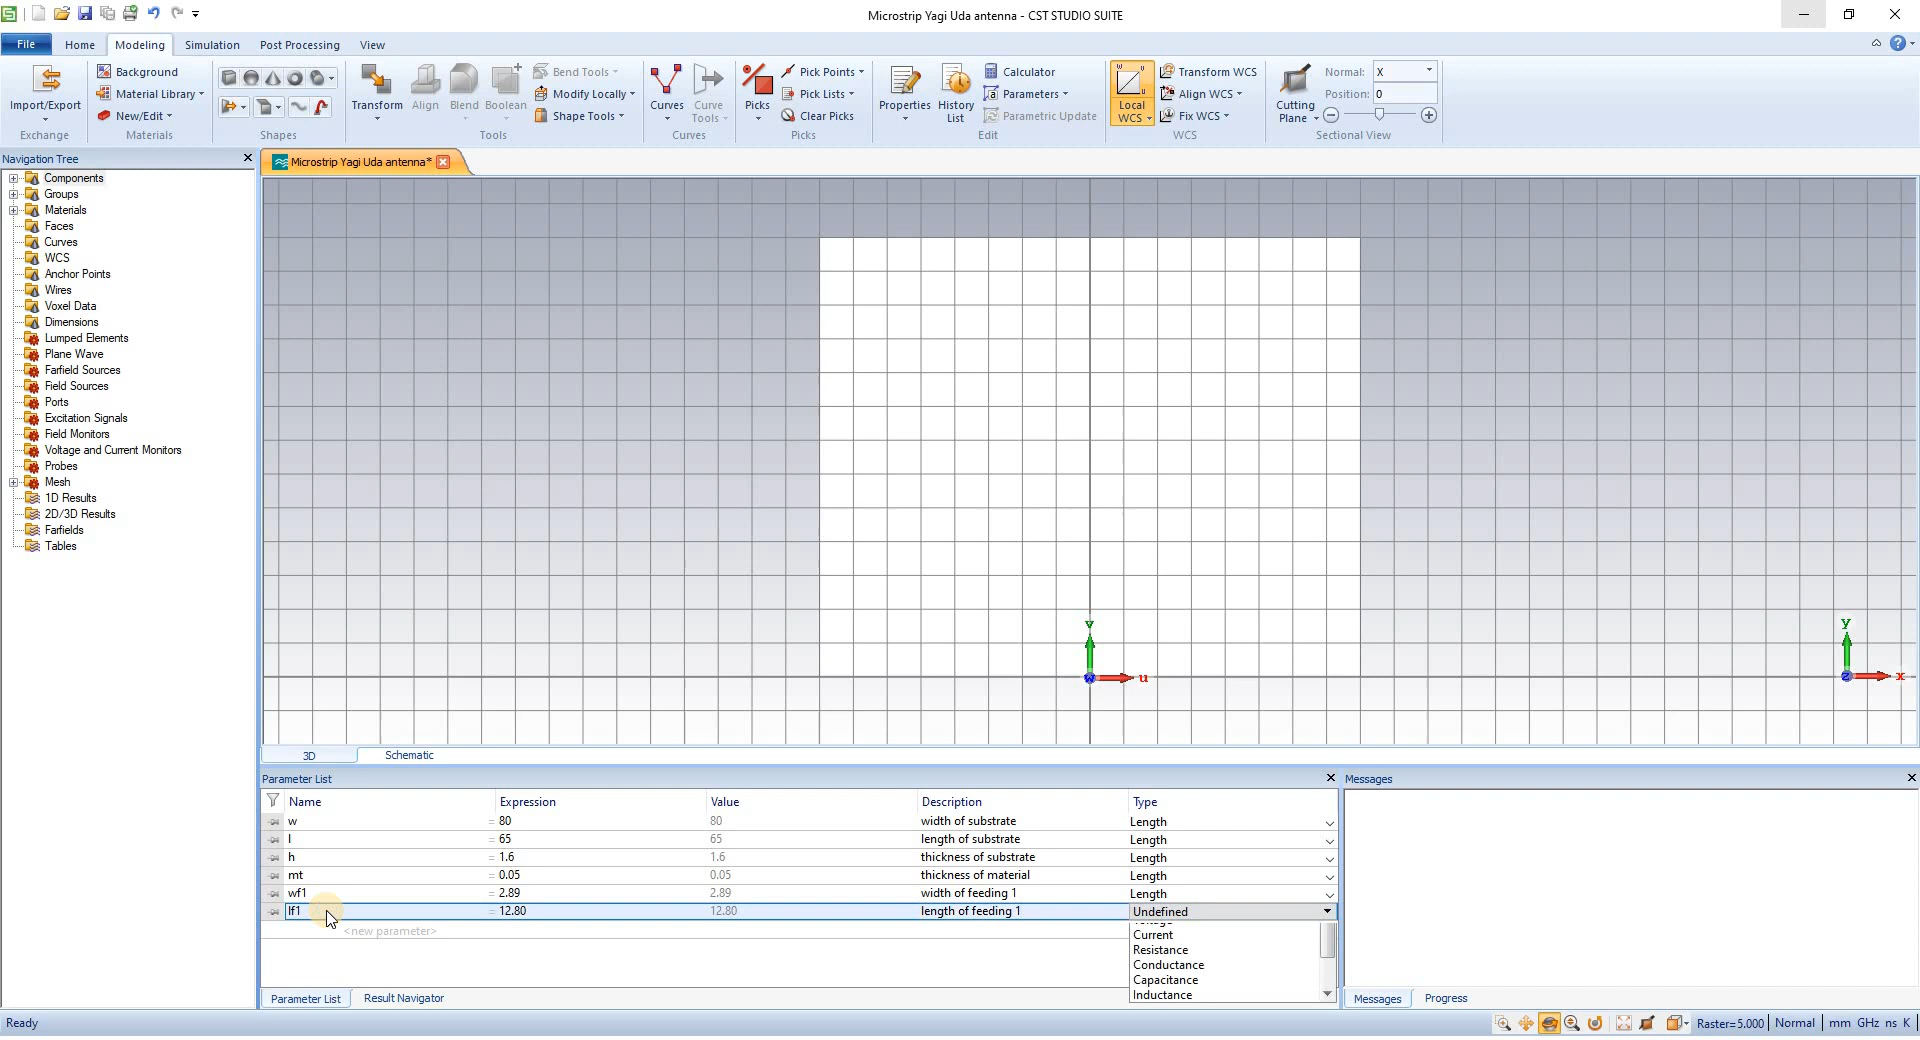 Microstrip Yagi Uda antenna - CST STUDIO SUITE
File Home Modeling Simulation Post Processing View
Import/Export
Exchange
Background
Material Library
New/Edit
Materials
Shapes
Transform Align Blend Boolean
Bend Tools
Modify Locally
Shape Tools
Tools
Curves Curve Tools
Curves
Picks
Pick Points
Pick Lists
Clear Picks
Picks
Properties History List
Calculator
Parameters
Parametric Update
Edit
Local WCS
Transform WCS
Align WCS
Fix WCS
WCS
Cutting Plane
Normal: X
Position: 0
Sectional View
Navigation Tree
Components
Groups
Materials
Faces
Curves
WCS
Anchor Points
Wires
Voxel Data
Dimensions
Lumped Elements
Plane Wave
Farfield Sources
Field Sources
Ports
Excitation Signals
Field Monitors
Voltage and Current Monitors
Probes
Mesh
1D Results
2D/3D Results
Farfields
Tables
Microstrip Yagi Uda antenna*
v
w u
y
z x
3D Schematic
Parameter List
Name Expression Value Description Type
w = 80 80 width of substrate Length
l = 65 65 length of substrate Length
h = 1.6 1.6 thickness of substrate Length
mt = 0.05 0.05 thickness of material Length
wf1 = 2.89 2.89 width of feeding 1 Length
lf1 = 12.80 12.80 length of feeding 1 Undefined
<new parameter>
Current
Resistance
Conductance
Capacitance
Inductance
Parameter List Result Navigator
Messages
Messages Progress
Ready
Raster=5.000 Normal mm GHz ns K